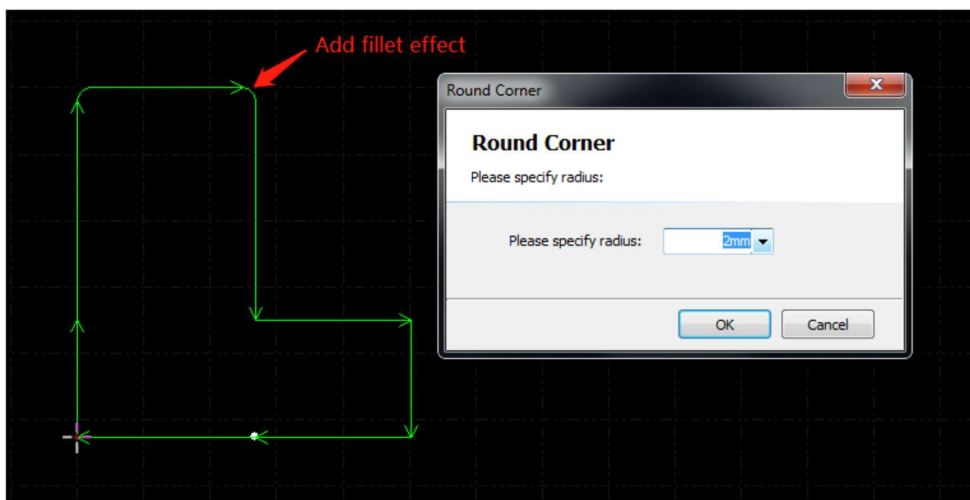 Add fillet effect
Round Corner
Round Corner
Please specify radius:
Please specify radius: 2mm
OK Cancel